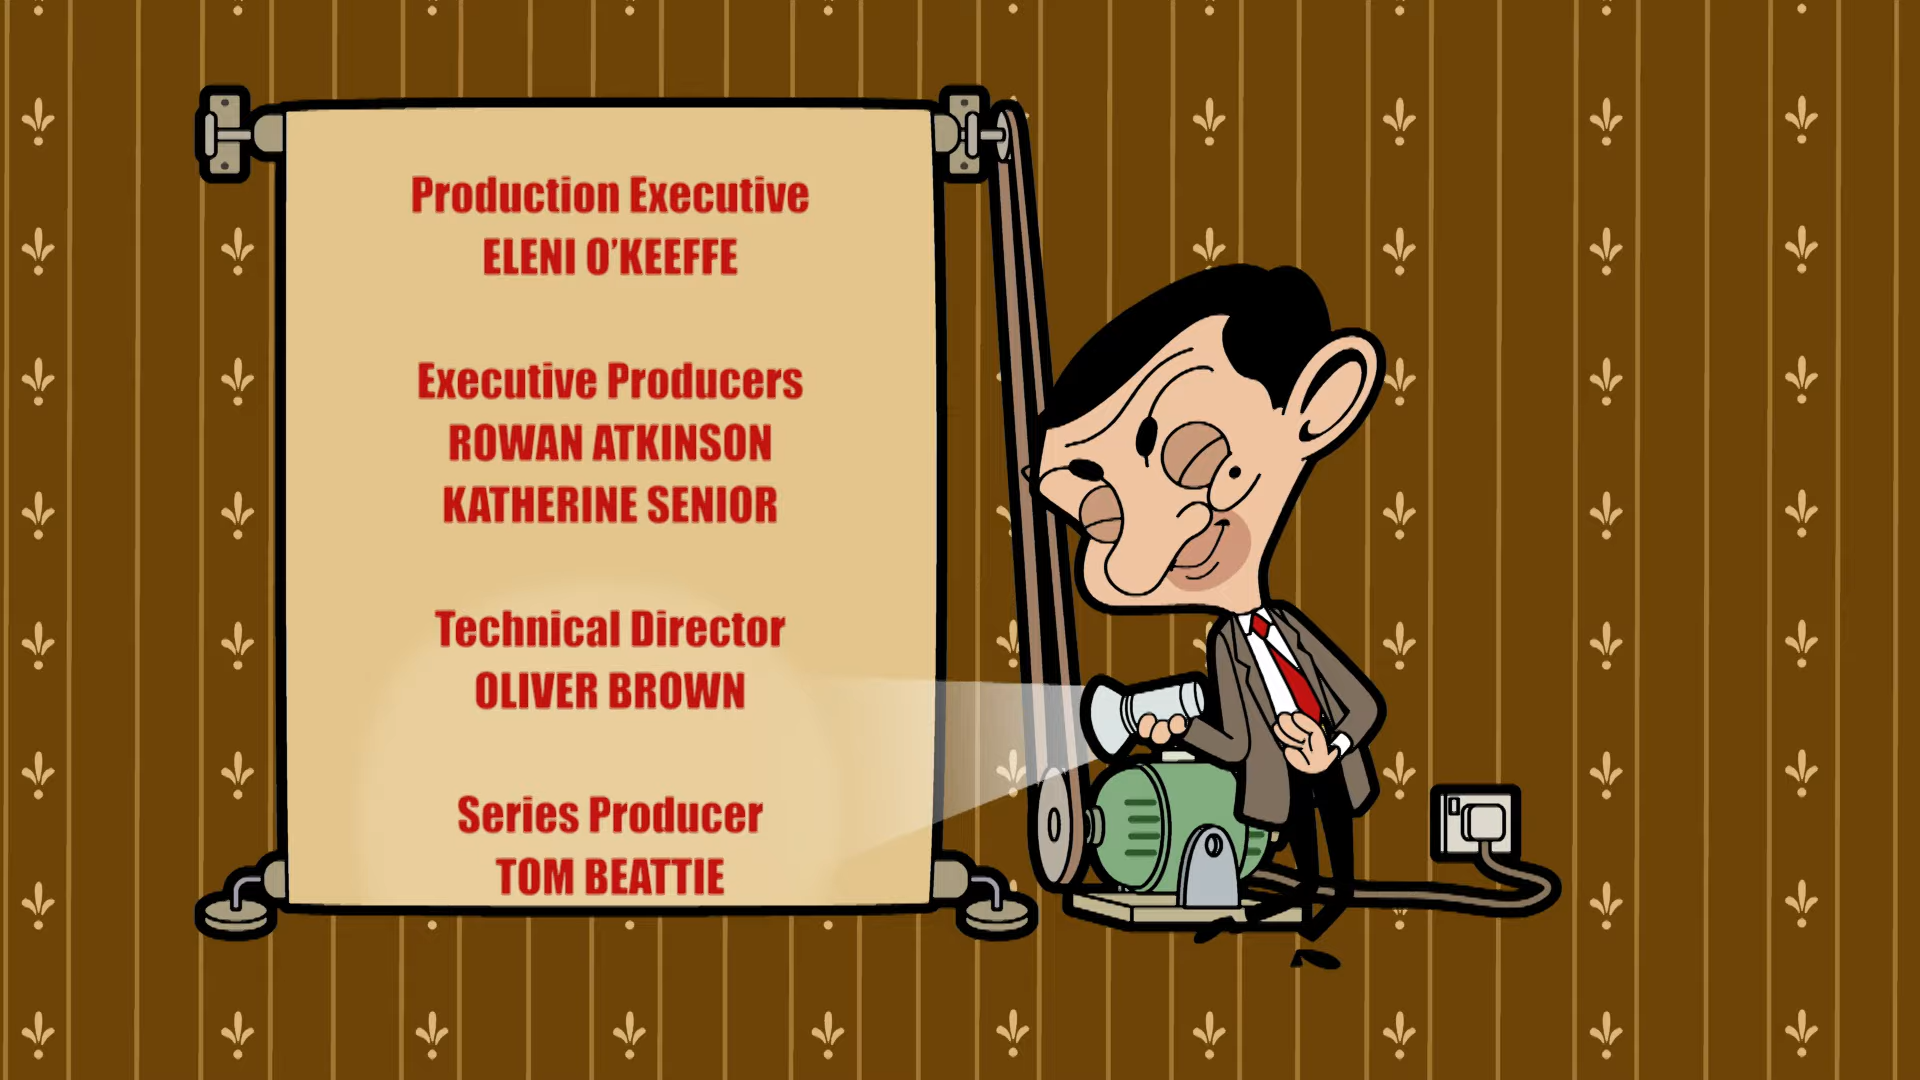 Production Executive
ELENI O’KEEFFE
Executive Producers
ROWAN ATKINSON
KATHERINE SENIOR
Technical Director
OLIVER BROWN
Series Producer
TOM BEATTIE